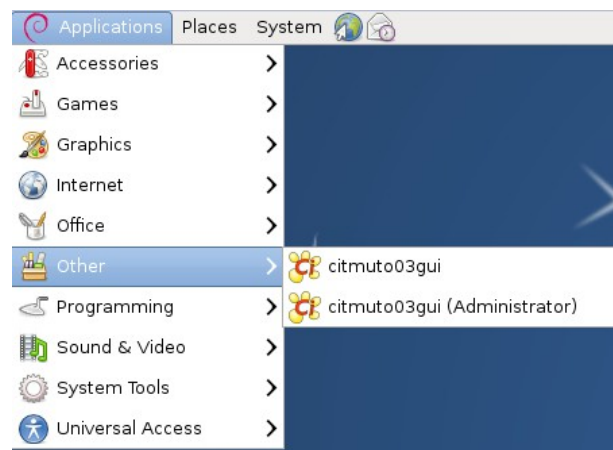 Applications Places System
Accessories
Games
Graphics
Internet
Office
Other
citmuto03gui
citmuto03gui (Administrator)
Programming
Sound & Video
System Tools
Universal Access